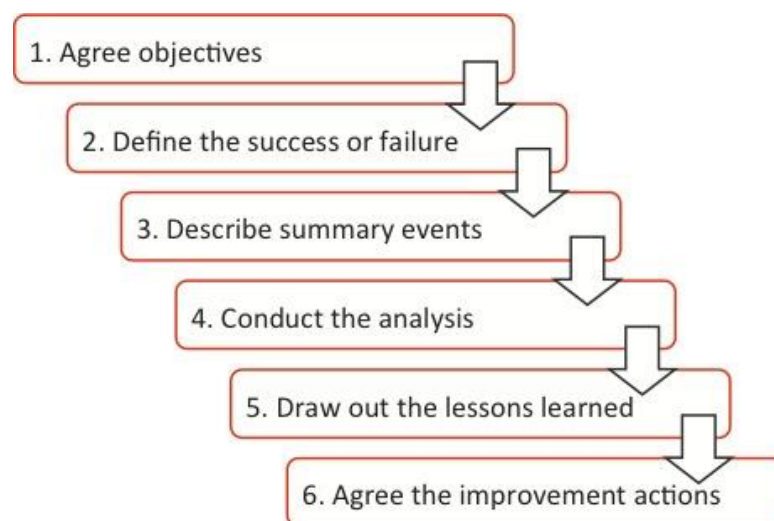 1. Agree objectives
2. Define the success or failure
3. Describe summary events
4. Conduct the analysis
5. Draw out the lessons learned
6. Agree the improvement actions